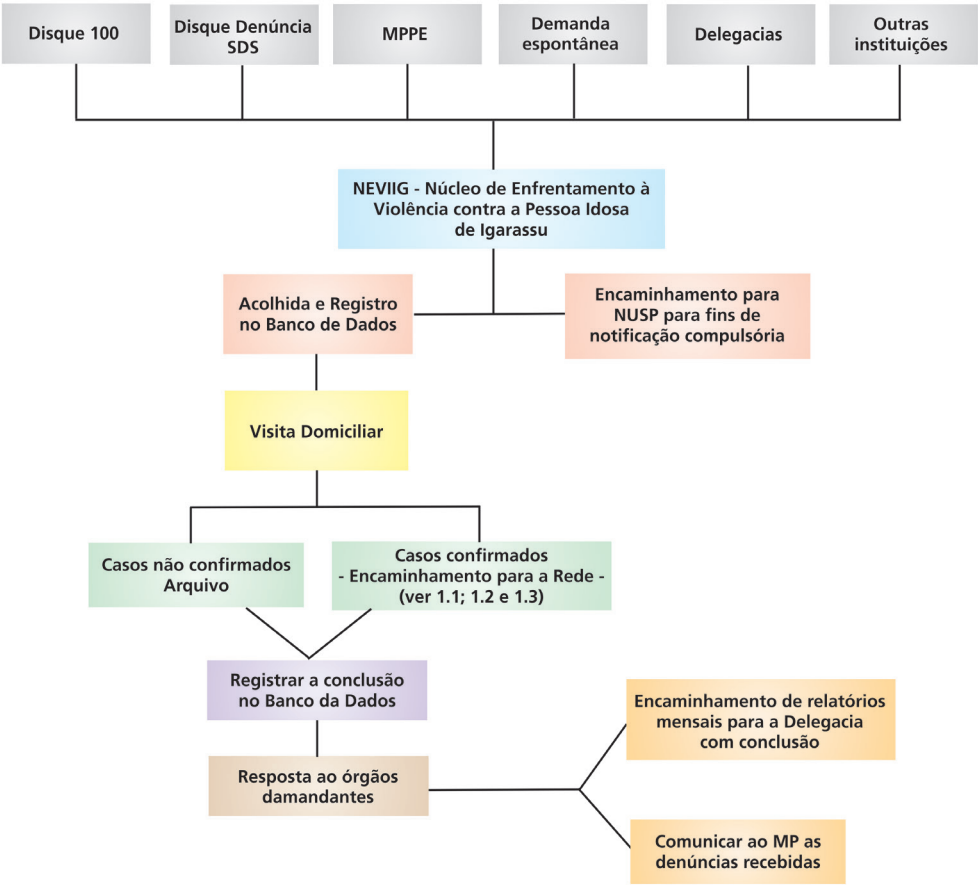 Disque 100
Disque Denúncia
SDS
MPPE
Demanda
espontânea
Delegacias
Outras
instituições
NEVIIG - Núcleo de Enfrentamento à
Violência contra a Pessoa Idosa
de Igarassu
Acolhida e Registro
no Banco de Dados
Encaminhamento para
NUSP para fins de
notificação compulsória
Visita Domiciliar
Casos não confirmados
Arquivo
Casos confirmados
- Encaminhamento para a Rede -
(ver 1.1; 1.2 e 1.3)
Registrar a conclusão
no Banco da Dados
Encaminhamento de relatórios
mensais para a Delegacia
com conclusão
Resposta ao órgãos
damandantes
Comunicar ao MP as
denúncias recebidas